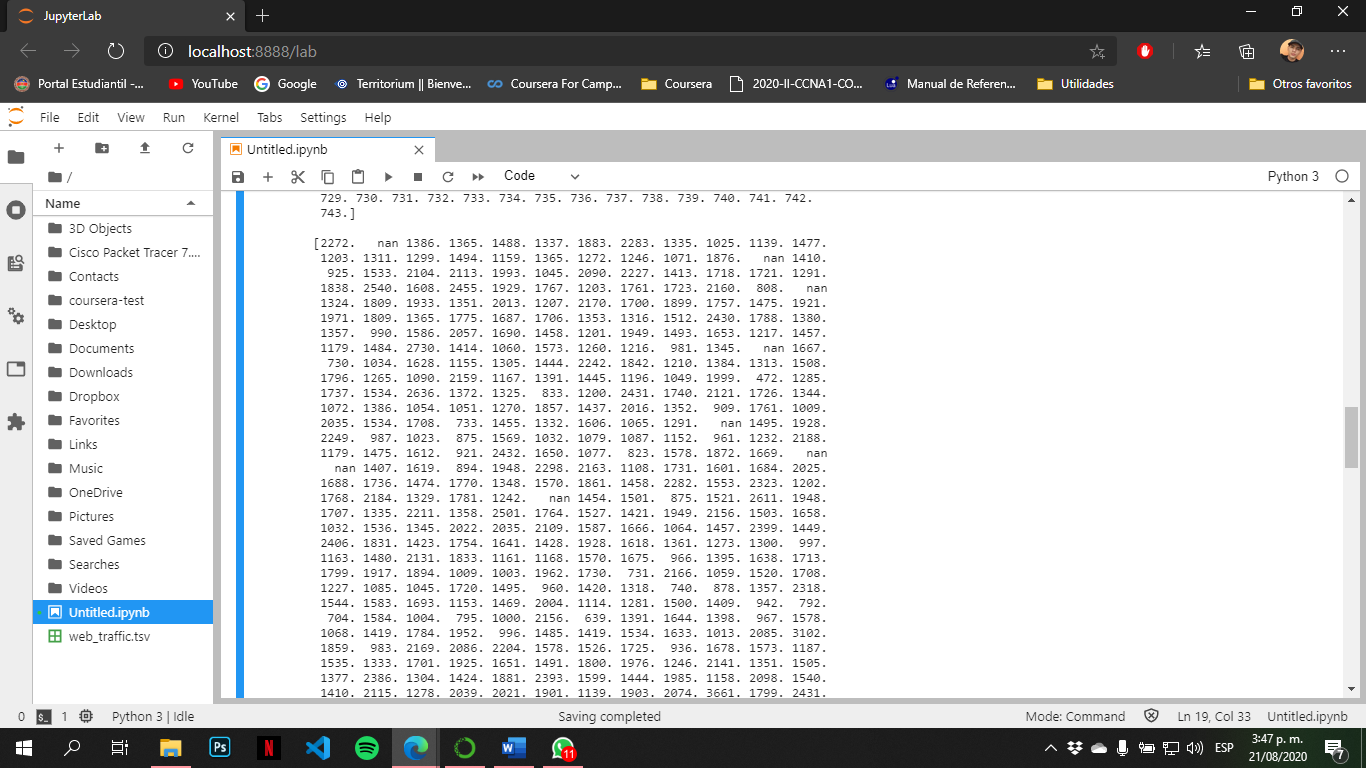 JupyterLab
localhost:8888/lab
Portal Estudiantil -...
YouTube
Google
Territorium || Bienve...
Coursera For Camp...
Coursera
2020-II-CCNA1-CO...
Manual de Referen...
Utilidades
Otros favoritos
File Edit View Run Kernel Tabs Settings Help
Untitled.ipynb
/
Code
Python 3
Name
3D Objects
Cisco Packet Tracer 7....
Contacts
coursera-test
Desktop
Documents
Downloads
Dropbox
Favorites
Links
Music
OneDrive
Pictures
Saved Games
Searches
Videos
Untitled.ipynb
web_traffic.tsv
729. 730. 731. 732. 733. 734. 735. 736. 737. 738. 739. 740. 741. 742.
743.]
[2272. nan 1386. 1365. 1488. 1337. 1883. 2283. 1335. 1025. 1139. 1477.
1203. 1311. 1299. 1494. 1159. 1365. 1272. 1246. 1071. 1876. nan 1410.
925. 1533. 2104. 2113. 1993. 1045. 2090. 2227. 1413. 1718. 1721. 1291.
1838. 2540. 1608. 2455. 1929. 1767. 1203. 1761. 1723. 2160. 808. nan
1324. 1809. 1933. 1351. 2013. 1207. 2170. 1700. 1899. 1757. 1475. 1921.
1971. 1809. 1365. 1775. 1687. 1706. 1353. 1316. 1512. 2430. 1788. 1380.
1357. 990. 1586. 2057. 1690. 1458. 1201. 1949. 1493. 1653. 1217. 1457.
1179. 1484. 2730. 1414. 1060. 1573. 1260. 1216. 981. 1345. nan 1667.
730. 1034. 1628. 1155. 1305. 1444. 2242. 1842. 1210. 1384. 1313. 1508.
1796. 1265. 1090. 2159. 1167. 1391. 1445. 1196. 1049. 1999. 472. 1285.
1737. 1534. 2636. 1372. 1325. 833. 1200. 2431. 1740. 2121. 1726. 1344.
1072. 1386. 1054. 1051. 1270. 1857. 1437. 2016. 1352. 909. 1761. 1009.
2035. 1534. 1708. 733. 1455. 1332. 1606. 1065. 1291. nan 1495. 1928.
2249. 987. 1023. 875. 1569. 1032. 1079. 1087. 1152. 961. 1232. 2188.
1179. 1475. 1612. 921. 2432. 1650. 1077. 823. 1578. 1872. 1669. nan
nan 1407. 1619. 894. 1948. 2298. 2163. 1108. 1731. 1601. 1684. 2025.
1688. 1736. 1474. 1770. 1348. 1570. 1861. 1458. 2282. 1553. 2323. 1202.
1768. 2184. 1329. 1781. 1242. nan 1454. 1501. 875. 1521. 2611. 1948.
1707. 1335. 2211. 1358. 2501. 1764. 1527. 1421. 1949. 2156. 1503. 1658.
1032. 1536. 1345. 2022. 2035. 2109. 1587. 1666. 1064. 1457. 2399. 1449.
2406. 1831. 1423. 1754. 1641. 1428. 1928. 1618. 1361. 1273. 1300. 997.
1163. 1480. 2131. 1833. 1161. 1168. 1570. 1675. 966. 1395. 1638. 1713.
1799. 1917. 1894. 1009. 1003. 1962. 1730. 731. 2166. 1059. 1520. 1708.
1227. 1085. 1045. 1720. 1495. 960. 1420. 1318. 740. 878. 1357. 2318.
1544. 1583. 1693. 1153. 1469. 2004. 1114. 1281. 1500. 1409. 942. 792.
704. 1584. 1004. 795. 1000. 2156. 639. 1391. 1644. 1398. 967. 1578.
1068. 1419. 1784. 1952. 996. 1485. 1419. 1534. 1633. 1013. 2085. 3102.
1859. 983. 2169. 2086. 2204. 1578. 1526. 1725. 936. 1678. 1573. 1187.
1535. 1333. 1701. 1925. 1651. 1491. 1800. 1976. 1246. 2141. 1351. 1505.
1377. 2386. 1304. 1424. 1881. 2393. 1599. 1444. 1985. 1158. 2098. 1540.
1410. 2115. 1278. 2039. 2021. 1901. 1139. 1903. 2074. 3661. 1799. 2431.
0 1 Python 3 | Idle
Saving completed
Mode: Command
Ln 19, Col 33
Untitled.ipynb
Ps
11
ESP
3:47 p. m.
21/08/2020
7